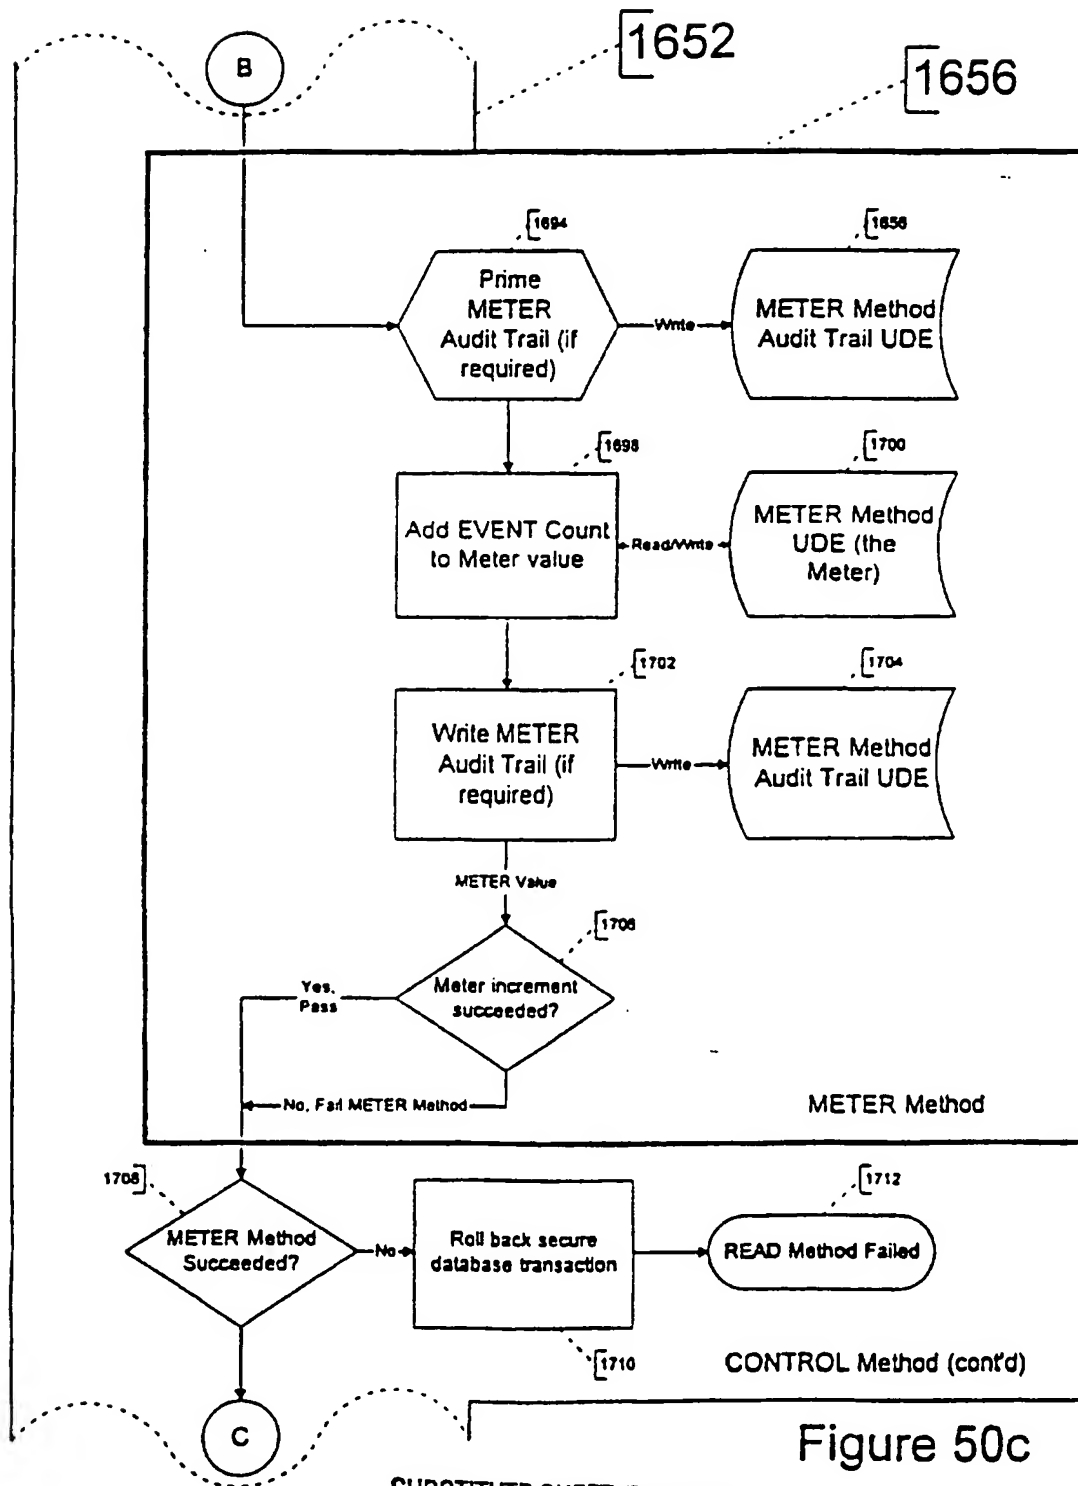 1652
B
1656
1694
1656
Prime
METER
Audit Trail (if
required)
Write
METER Method
Audit Trail UDE
1698
1700
Add EVENT Count
to Meter value
Read/Write
METER Method
UDE (the
Meter)
1702
1704
Write METER
Audit Trail (if
required)
Write
METER Method
Audit Trail UDE
METER Value
1706
Yes,
Pass
Meter increment
succeeded?
No, Fail METER Method
METER Method
1708
1712
METER Method
Succeeded?
No
Roll back secure
database transaction
READ Method Failed
1710
CONTROL Method (cont'd)
C
Figure 50c
SUBSTITUTE SHEET